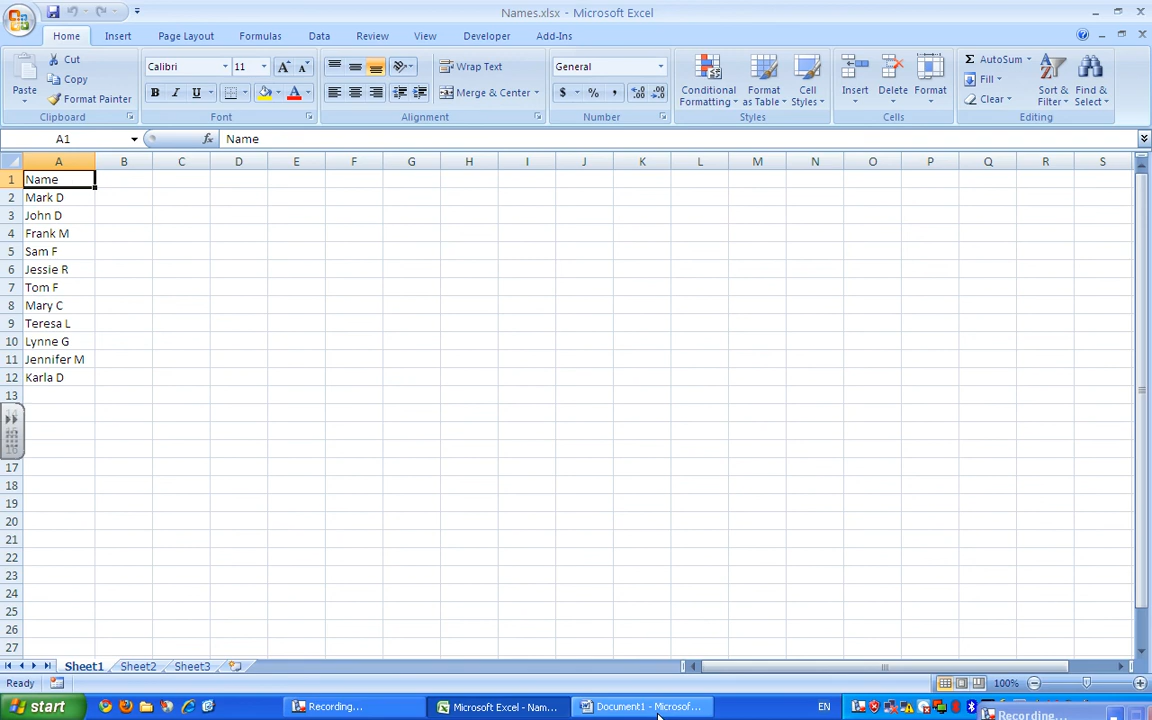 Names.xlsx - Microsoft Excel
Home Insert Page Layout Formulas Data Review View Developer Add-Ins
Paste
Cut
Copy
Format Painter
Clipboard
Calibri 11
B I U
Font
Wrap Text
Merge & Center
Alignment
General
$ % ,
Number
Conditional Formatting
Format as Table
Cell Styles
Styles
Insert Delete Format
Cells
AutoSum
Fill
Clear
Sort & Filter
Find & Select
Editing
A1 fx Name
A B C D E F G H I J K L M N O P Q R S
1 Name
2 Mark D
3 John D
4 Frank M
5 Sam F
6 Jessie R
7 Tom F
8 Mary C
9 Teresa L
10 Lynne G
11 Jennifer M
12 Karla D
13
17
18
19
20
21
22
23
24
25
26
27
Sheet1 Sheet2 Sheet3
Ready 100%
start Recording... Microsoft Excel - Nam... Document1 - Microsof... EN
Recording...